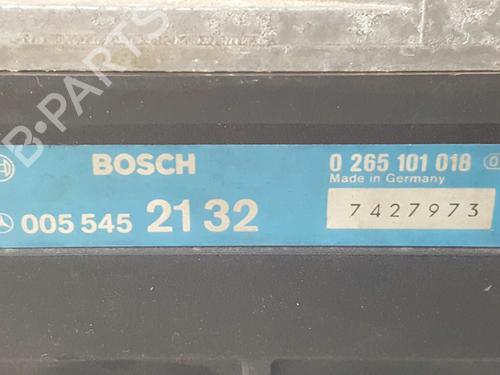 B-PARTS
BOSCH
0 265 101 018
Made in Germany
005 545 21 32
7427973